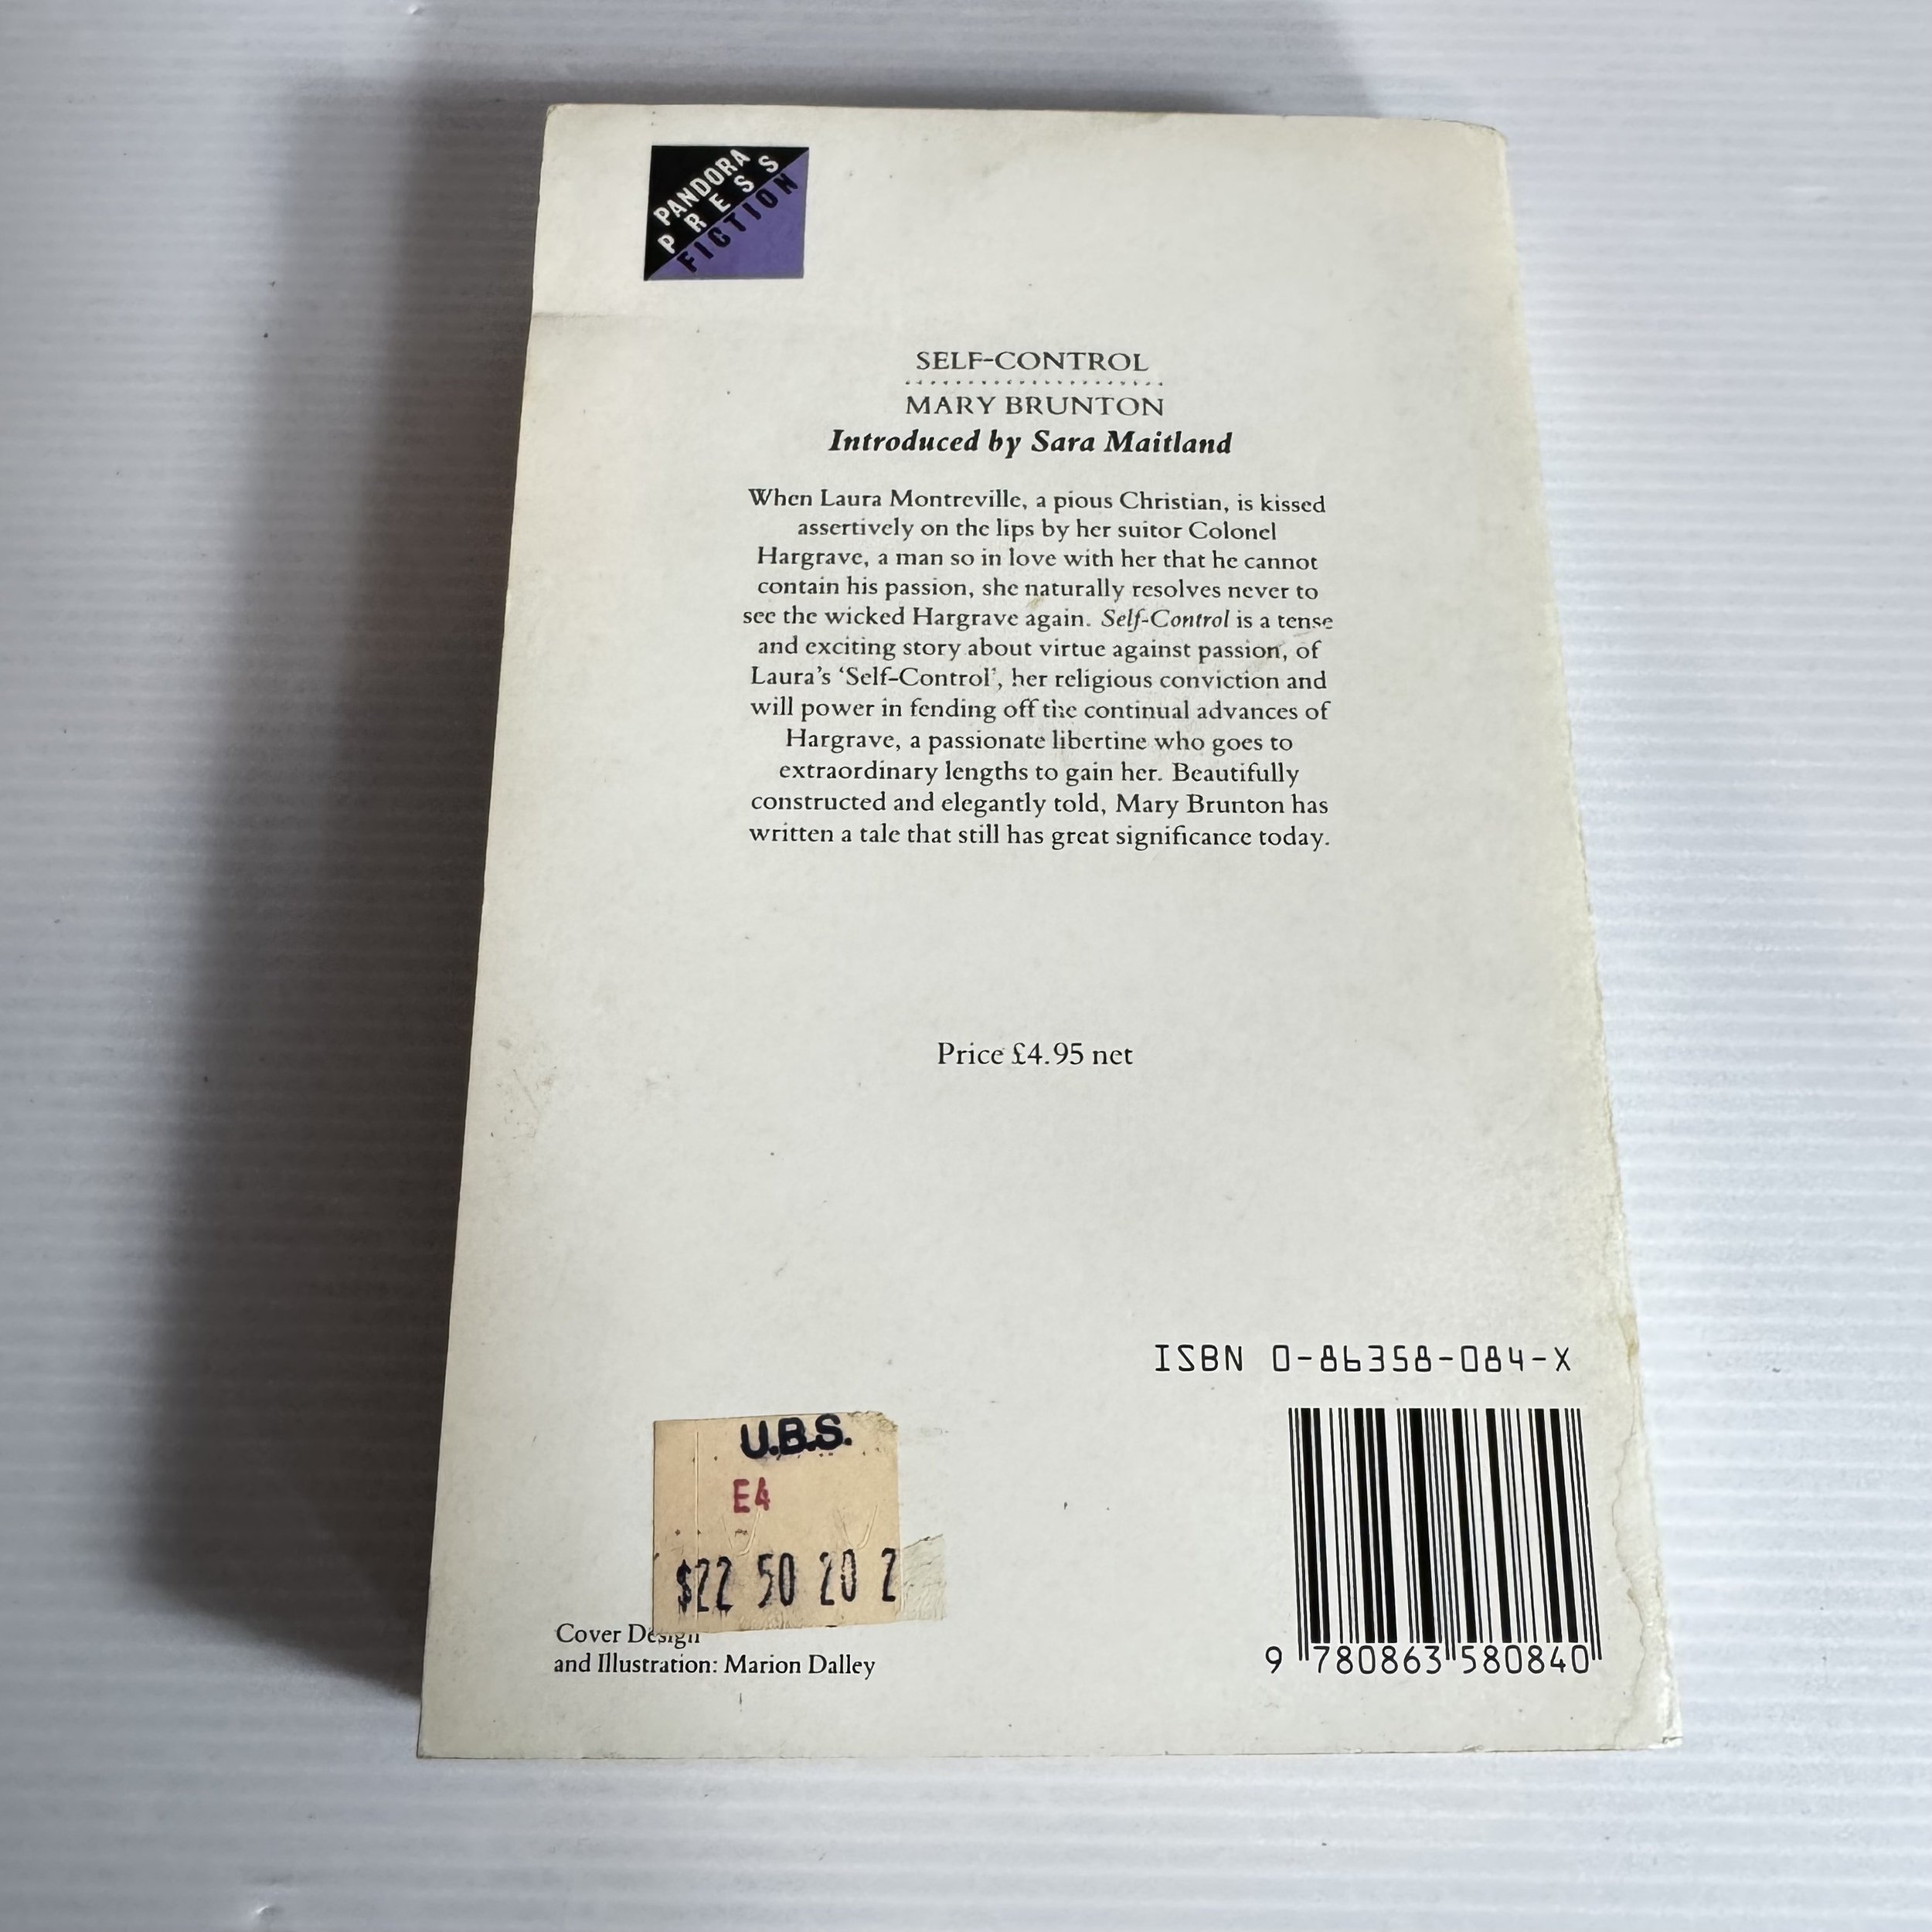 PANDORA
PRESS
FICTION
SELF-CONTROL
MARY BRUNTON
Introduced by Sara Maitland
When Laura Montreville, a pious Christian, is kissed
assertively on the lips by her suitor Colonel
Hargrave, a man so in love with her that he cannot
contain his passion, she naturally resolves never to
see the wicked Hargrave again. Self-Control is a tense
and exciting story about virtue against passion, of
Laura's ‘Self-Control’, her religious conviction and
will power in fending off the continual advances of
Hargrave, a passionate libertine who goes to
extraordinary lengths to gain her. Beautifully
constructed and elegantly told, Mary Brunton has
written a tale that still has great significance today.
Price £4.95 net
ISBN 0-86358-084-X
U.B.S.
E4
$22 50 20 2
Cover Design
and Illustration: Marion Dalley
9 780863 580840